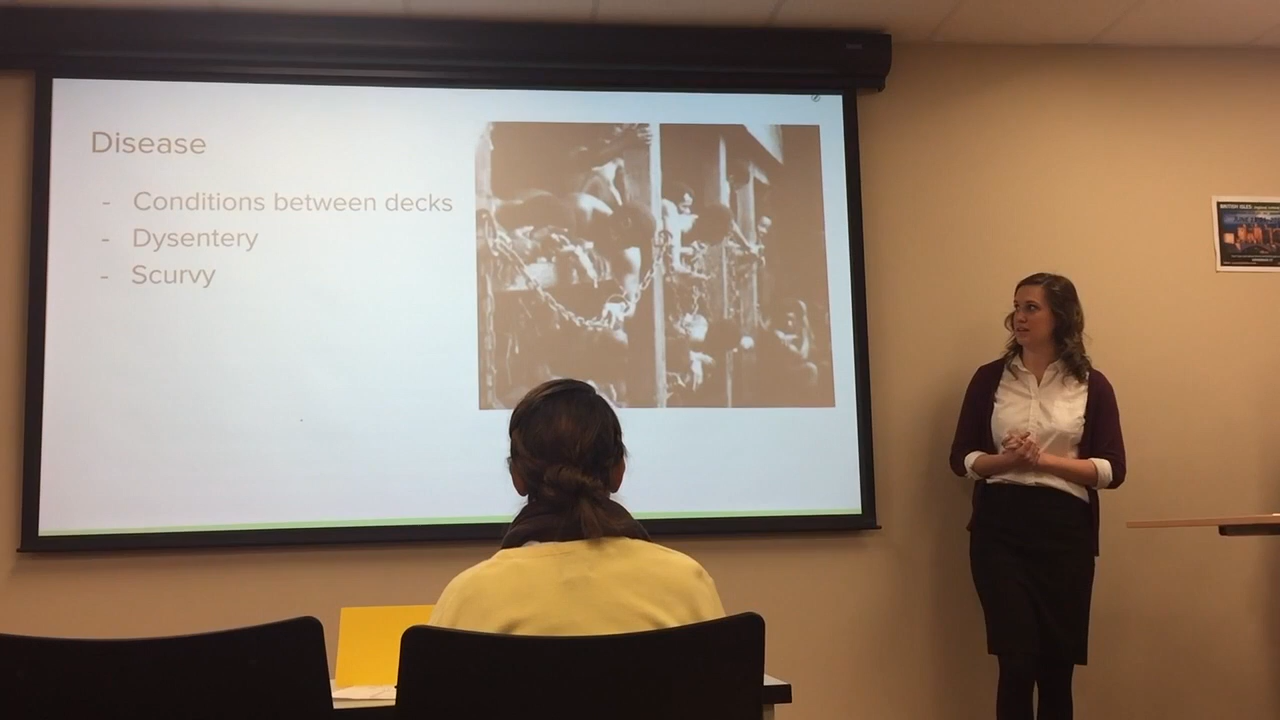 Disease
- Conditions between decks
- Dysentery
- Scurvy
BRITISH ISLES